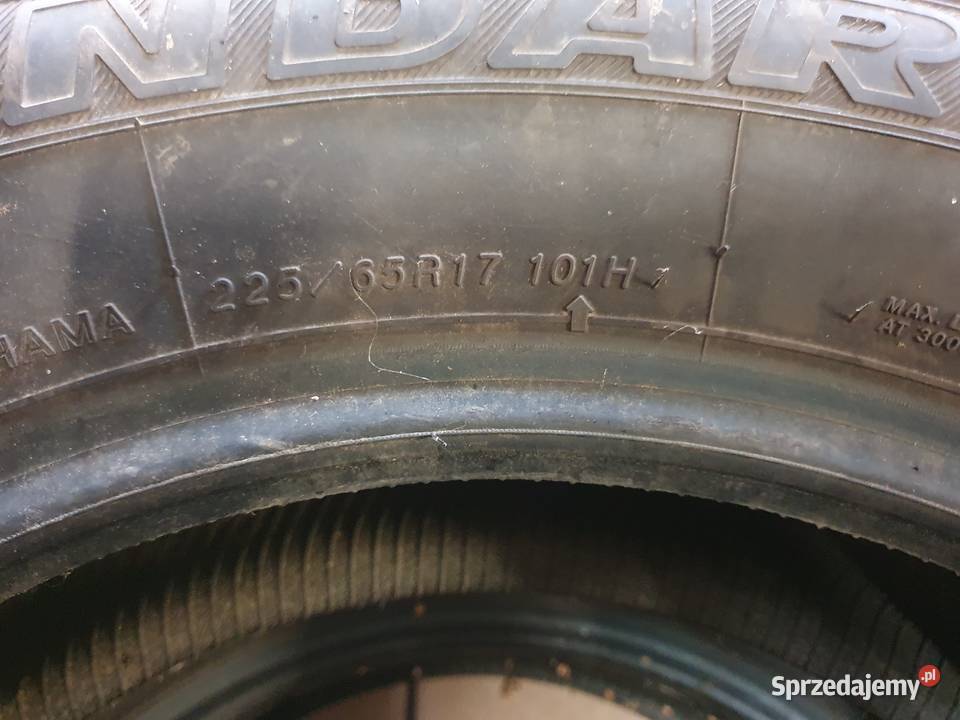 NDAR
HAMA 225/65R17 101H
MAX.
AT 300
Sprzedajemy.pl